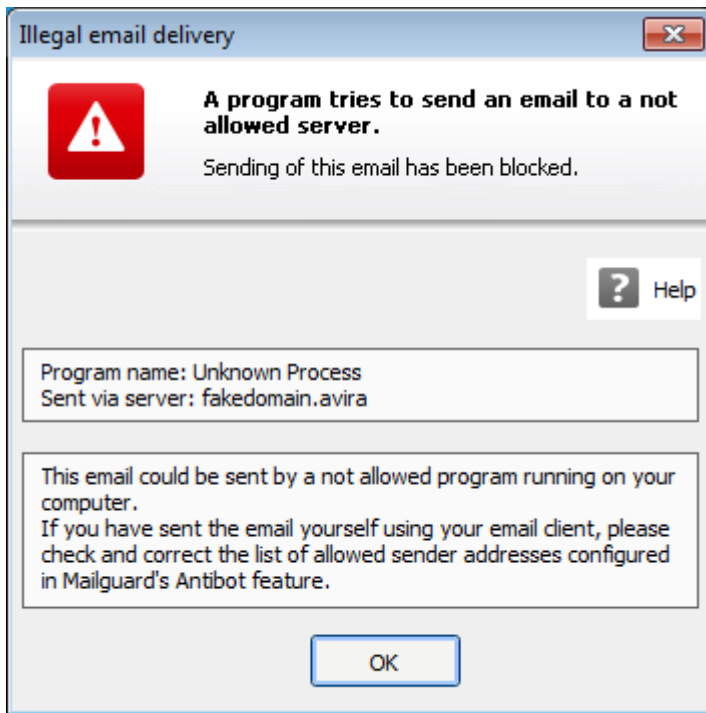 Illegal email delivery
A program tries to send an email to a not
allowed server.
Sending of this email has been blocked.
Help
Program name: Unknown Process
Sent via server: fakedomain.avira
This email could be sent by a not allowed program running on your
computer.
If you have sent the email yourself using your email client, please
check and correct the list of allowed sender addresses configured
in Mailguard's Antibot feature.
OK